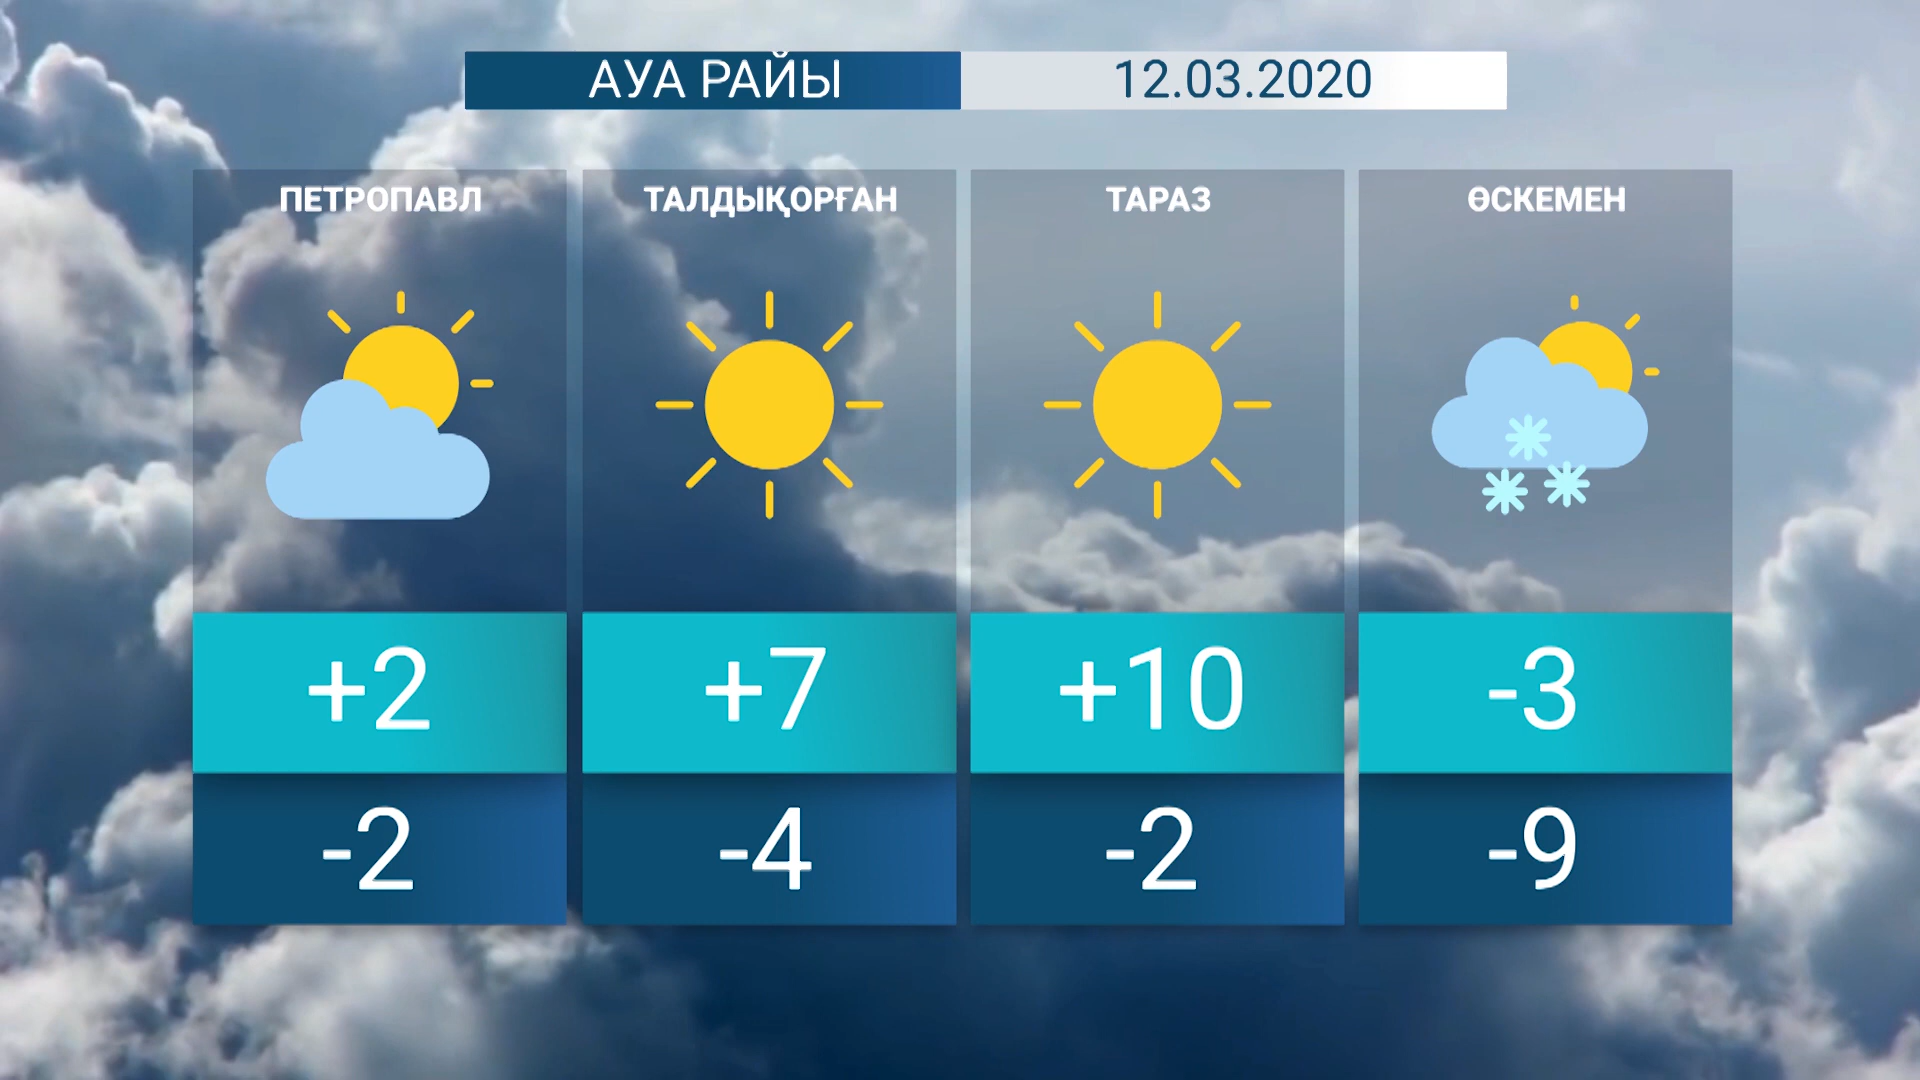 АУА РАЙЫ 12.03.2020
ПЕТРОПАВЛ ТАЛДЫҚОРҒАН ТАРАЗ ӨСКЕМЕН
+2 +7 +10 -3
-2 -4 -2 -9